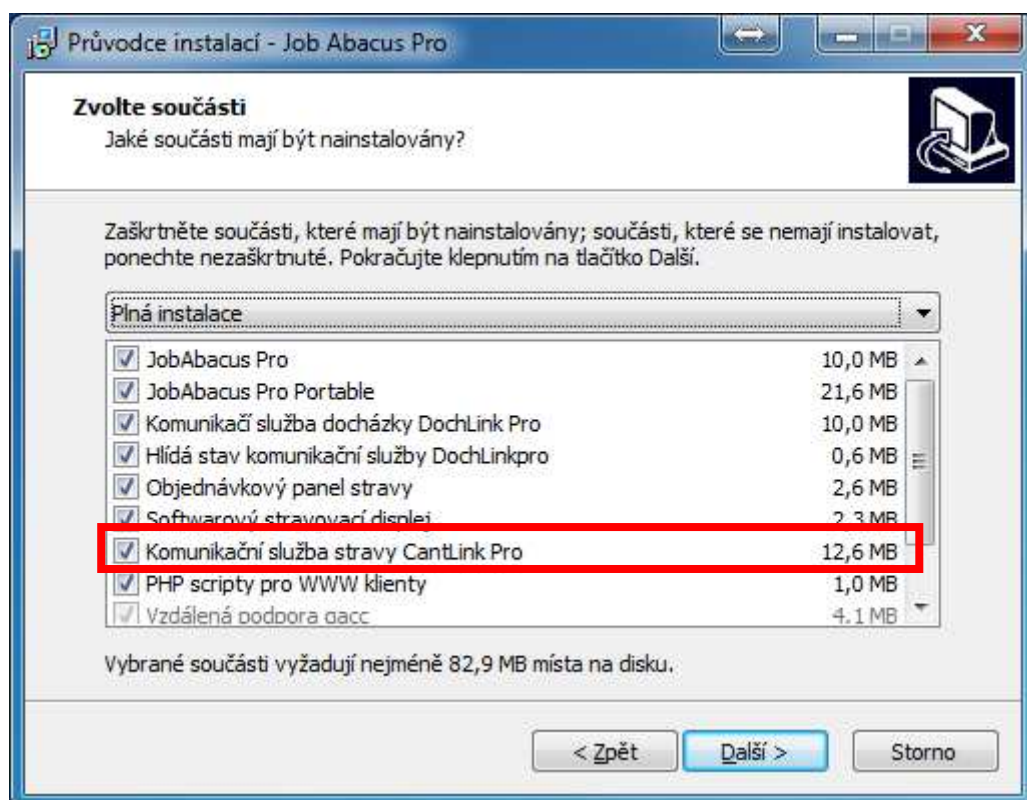 Průvodce instalací - Job Abacus Pro
Zvolte součásti
Jaké součásti mají být nainstalovány?
Zaškrtněte součásti, které mají být nainstalovány; součásti, které se nemají instalovat,
ponechte nezaškrtnuté. Pokračujte klepnutím na tlačítko Další.
Plná instalace
JobAbacus Pro 10,0 MB
JobAbacus Pro Portable 21,6 MB
Komunikačí služba docházky DochLink Pro 10,0 MB
Hlídá stav komunikační služby DochLinkpro 0,6 MB
Objednávkový panel stravy 2,6 MB
Softwarový stravovací displej 2,3 MB
Komunikační služba stravy CantLink Pro 12,6 MB
PHP scripty pro WWW klienty 1,0 MB
Vzdálená podpora gacc 4,1 MB
Vybrané součásti vyžadují nejméně 82,9 MB místa na disku.
< Zpět Další > Storno